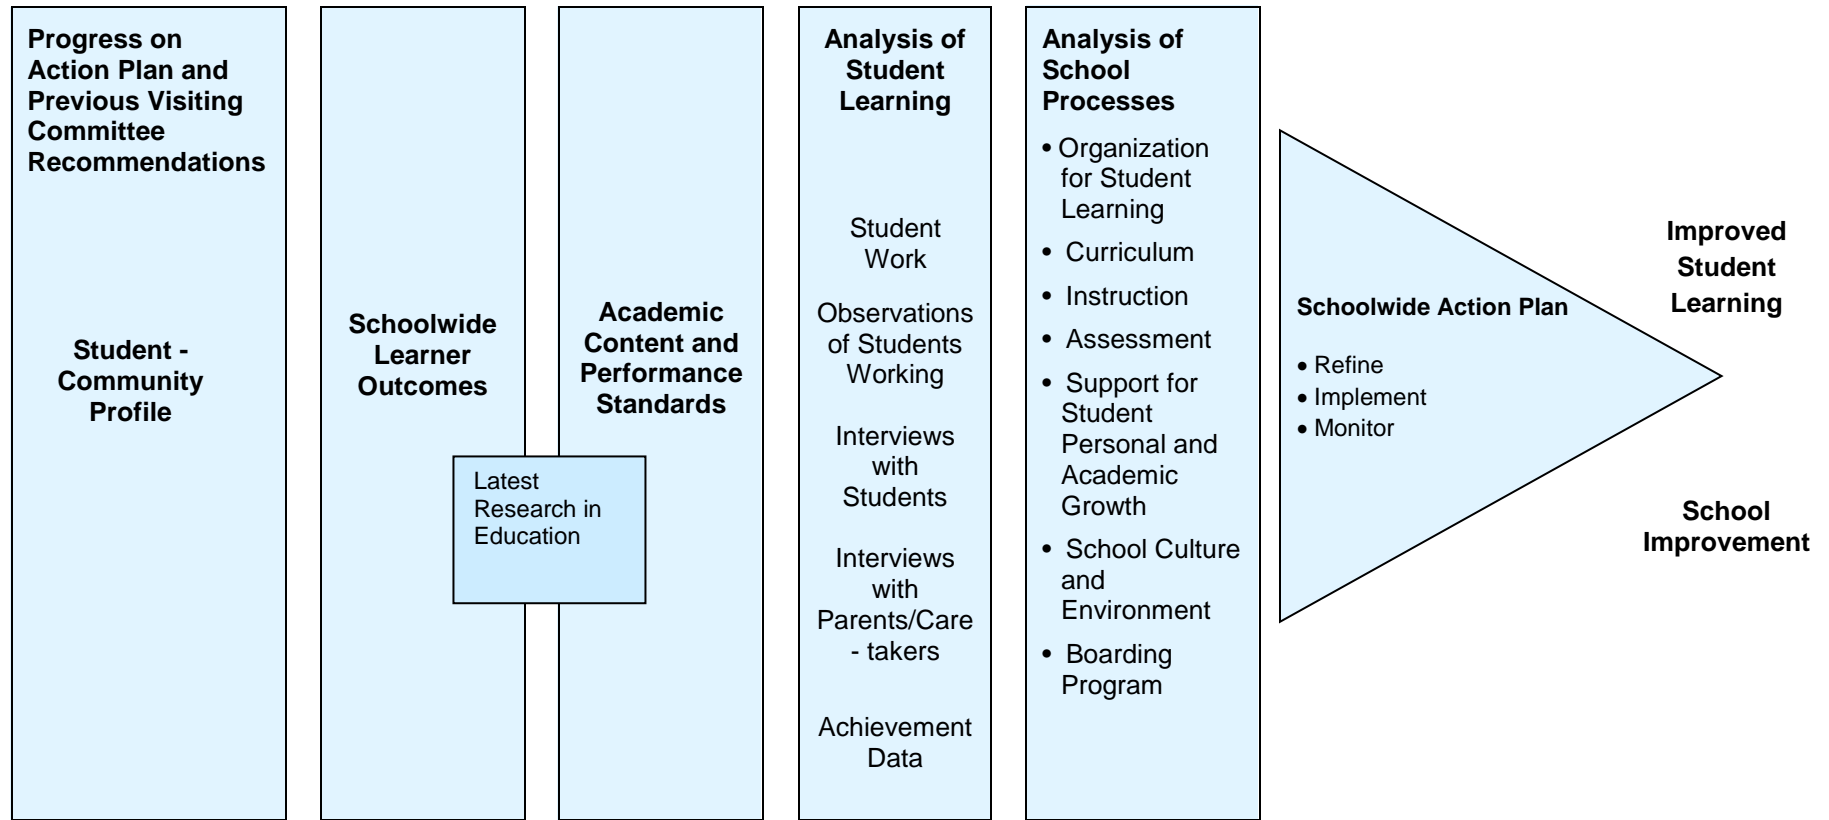 Progress on
Action Plan and
Previous Visiting
Committee
Recommendations
Student -
Community
Profile
Schoolwide
Learner
Outcomes
Academic
Content and
Performance
Standards
Latest
Research in
Education
Analysis of
Student
Learning
Student
Work
Observations
of Students
Working
Interviews
with
Students
Interviews
with
Parents/Care
- takers
Achievement
Data
Analysis of
School
Processes
• Organization
for Student
Learning
• Curriculum
• Instruction
• Assessment
• Support for
Student
Personal and
Academic
Growth
• School Culture
and
Environment
• Boarding
Program
Schoolwide Action Plan
• Refine
• Implement
• Monitor
Improved
Student
Learning
School
Improvement